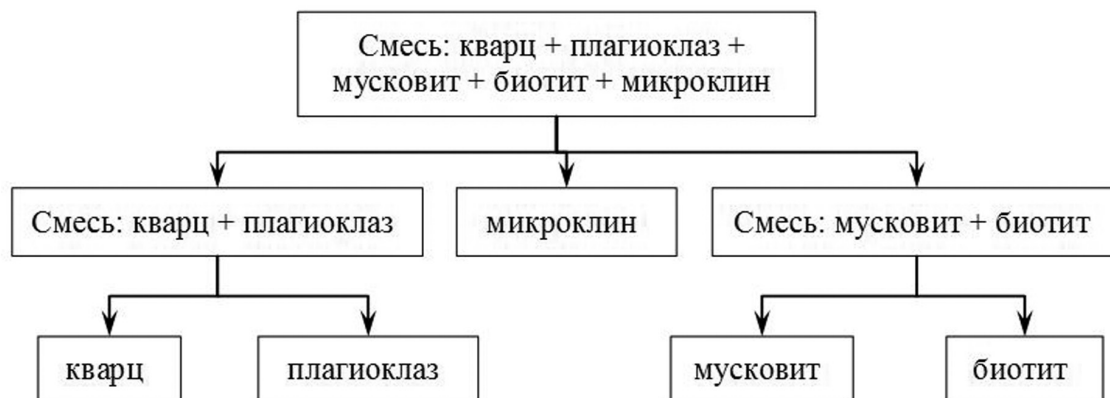 Смесь: кварц + плагиоклаз +
мусковит + биотит + микроклин
Смесь: кварц + плагиоклаз
микроклин
Смесь: мусковит + биотит
кварц
плагиоклаз
мусковит
биотит